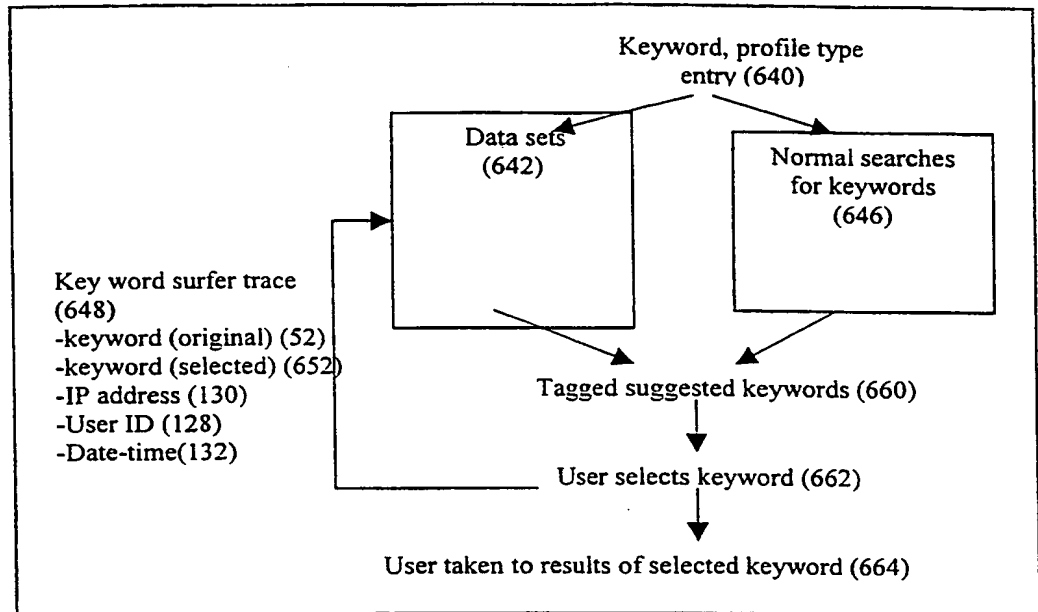 Keyword, profile type
entry (640)
Data sets
(642)
Normal searches
for keywords
(646)
Key word surfer trace
(648)
-keyword (original) (52)
-keyword (selected) (652)
-IP address (130)
-User ID (128)
-Date-time(132)
Tagged suggested keywords (660)
User selects keyword (662)
User taken to results of selected keyword (664)